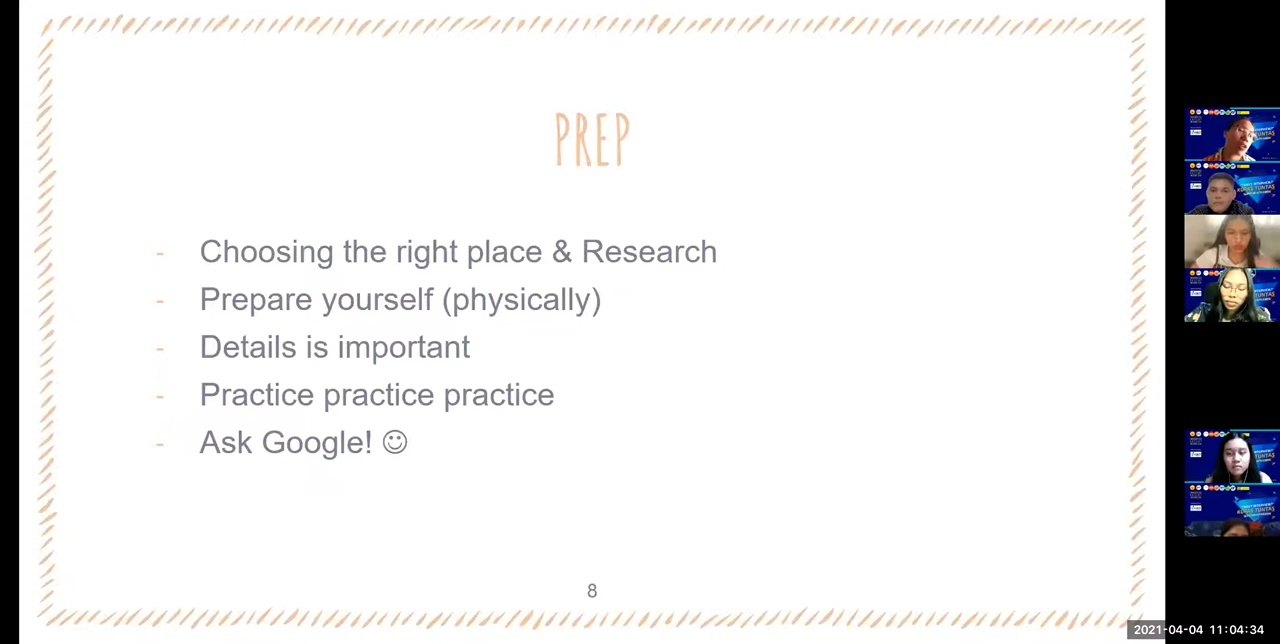 PREP
- Choosing the right place & Research
- Prepare yourself (physically)
- Details is important
- Practice practice practice
- Ask Google! ☺
8
2021-04-04 11:04:34